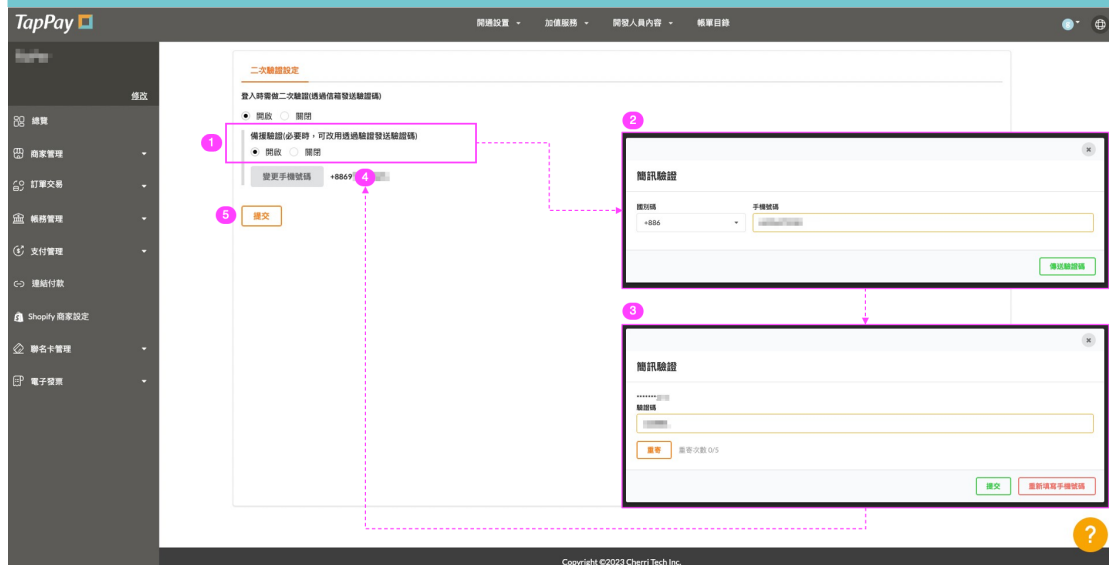 TapPay
開通設置
加值服務
開發人員內容
帳單目錄
修改
總覽
商家管理
訂單交易
帳務管理
支付管理
連結付款
Shopify 商家設定
聯名卡管理
電子發票
二次驗證設定
登入時需做二次驗證(透過信箱發送驗證碼)
開啟 關閉
1
備援驗證(必要時，可改用透過驗證發送驗證碼)
開啟 關閉
變更手機號碼 +8869
4
5
提交
2
×
簡訊驗證
國別碼 手機號碼
+886
傳送驗證碼
3
×
簡訊驗證
•••••••
驗證碼
重寄 重寄次數 0/5
提交 重新填寫手機號碼
?
Copyright ©2023 Cherri Tech Inc.